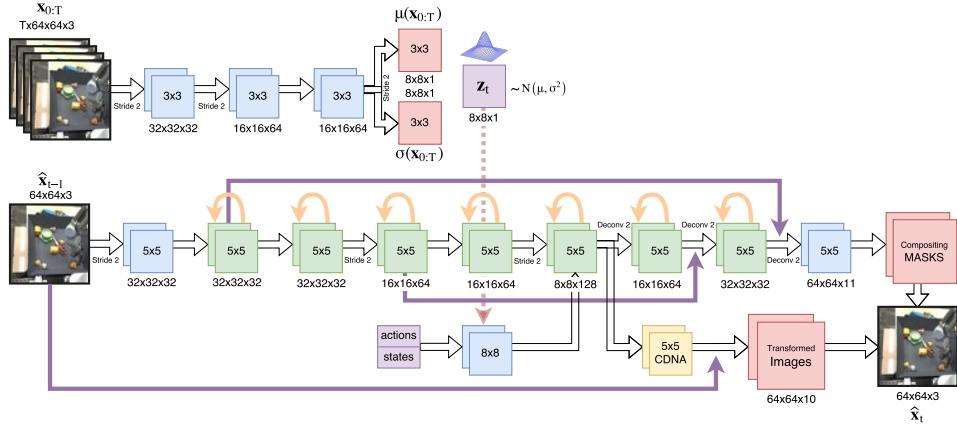 x0:T
Tx64x64x3
Stride 2
3x3
32x32x32
Stride 2
3x3
16x16x64
3x3
16x16x64
Stride 2
μ(x0:T)
3x3
8x8x1
8x8x1
3x3
σ(x0:T)
zt
~N(μ, σ²)
8x8x1
x̂t−1
64x64x3
Stride 2
5x5
32x32x32
5x5
32x32x32
5x5
32x32x32
Stride 2
5x5
16x16x64
5x5
16x16x64
Stride 2
5x5
8x8x128
Deconv 2
5x5
16x16x64
Deconv 2
5x5
32x32x32
Deconv 2
5x5
64x64x11
Compositing
MASKS
actions
states
8x8
5x5
CDNA
Transformed
Images
64x64x10
64x64x3
x̂t